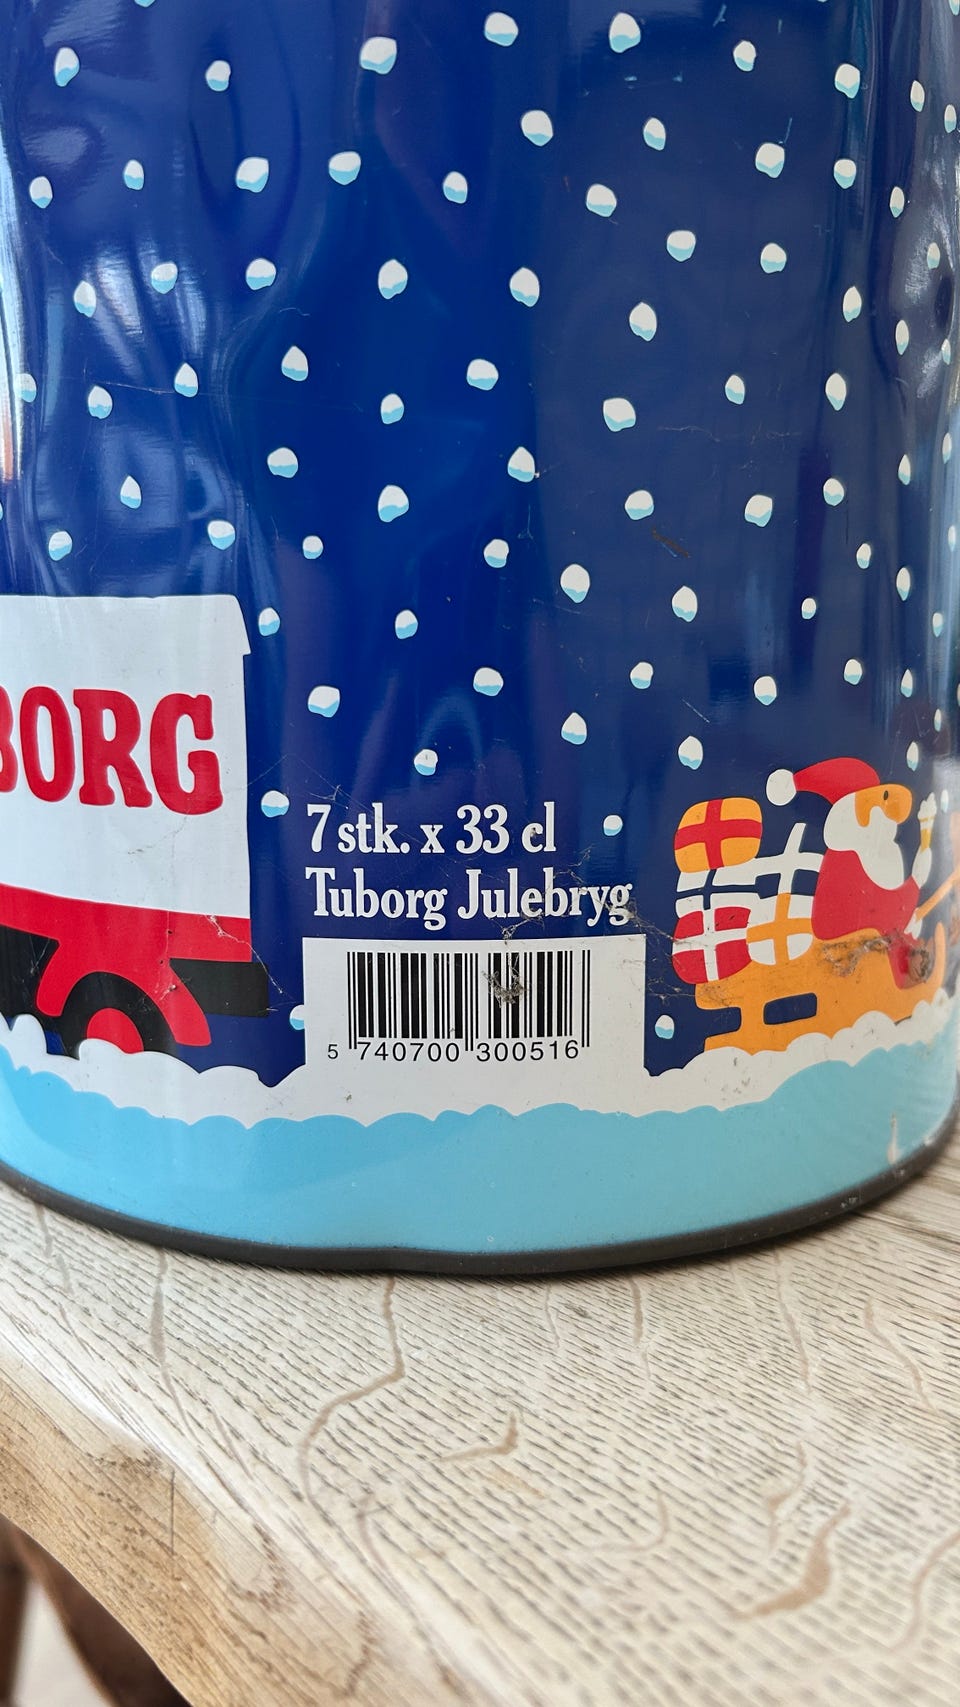 BORG
7 stk. x 33 cl
Tuborg Julebryg
5 740700 300516